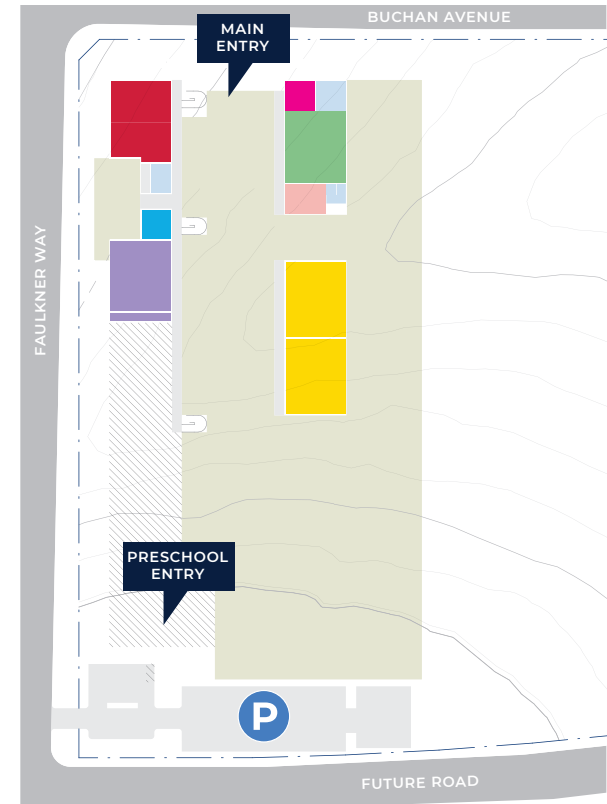 BUCHAN AVENUE
MAIN
ENTRY
FAULKNER WAY
PRESCHOOL
ENTRY
P
FUTURE ROAD